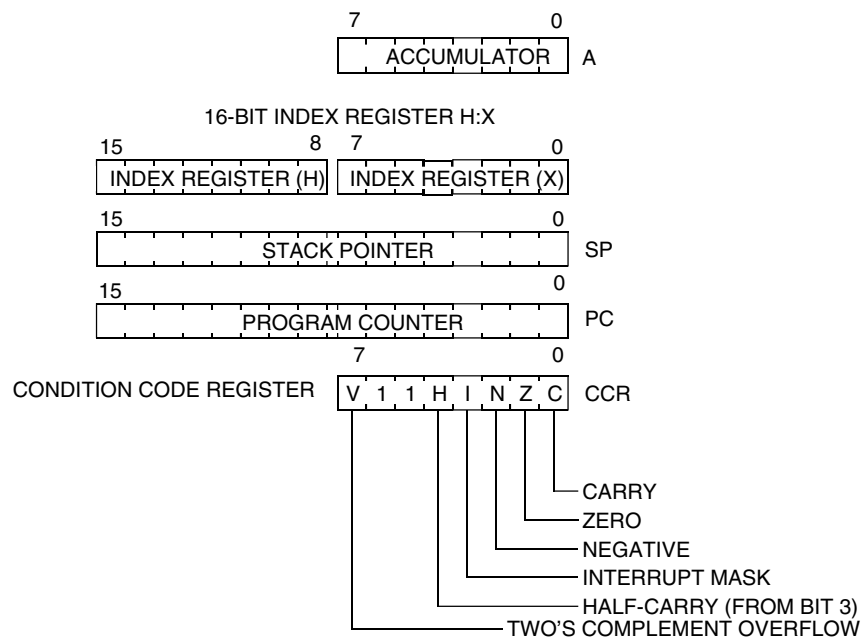 7 0
ACCUMULATOR A
16-BIT INDEX REGISTER H:X
15 8 7 0
INDEX REGISTER (H) INDEX REGISTER (X)
15 0
STACK POINTER SP
15 0
PROGRAM COUNTER PC
7 0
CONDITION CODE REGISTER V 1 1 H I N Z C CCR
CARRY
ZERO
NEGATIVE
INTERRUPT MASK
HALF-CARRY (FROM BIT 3)
TWO'S COMPLEMENT OVERFLOW